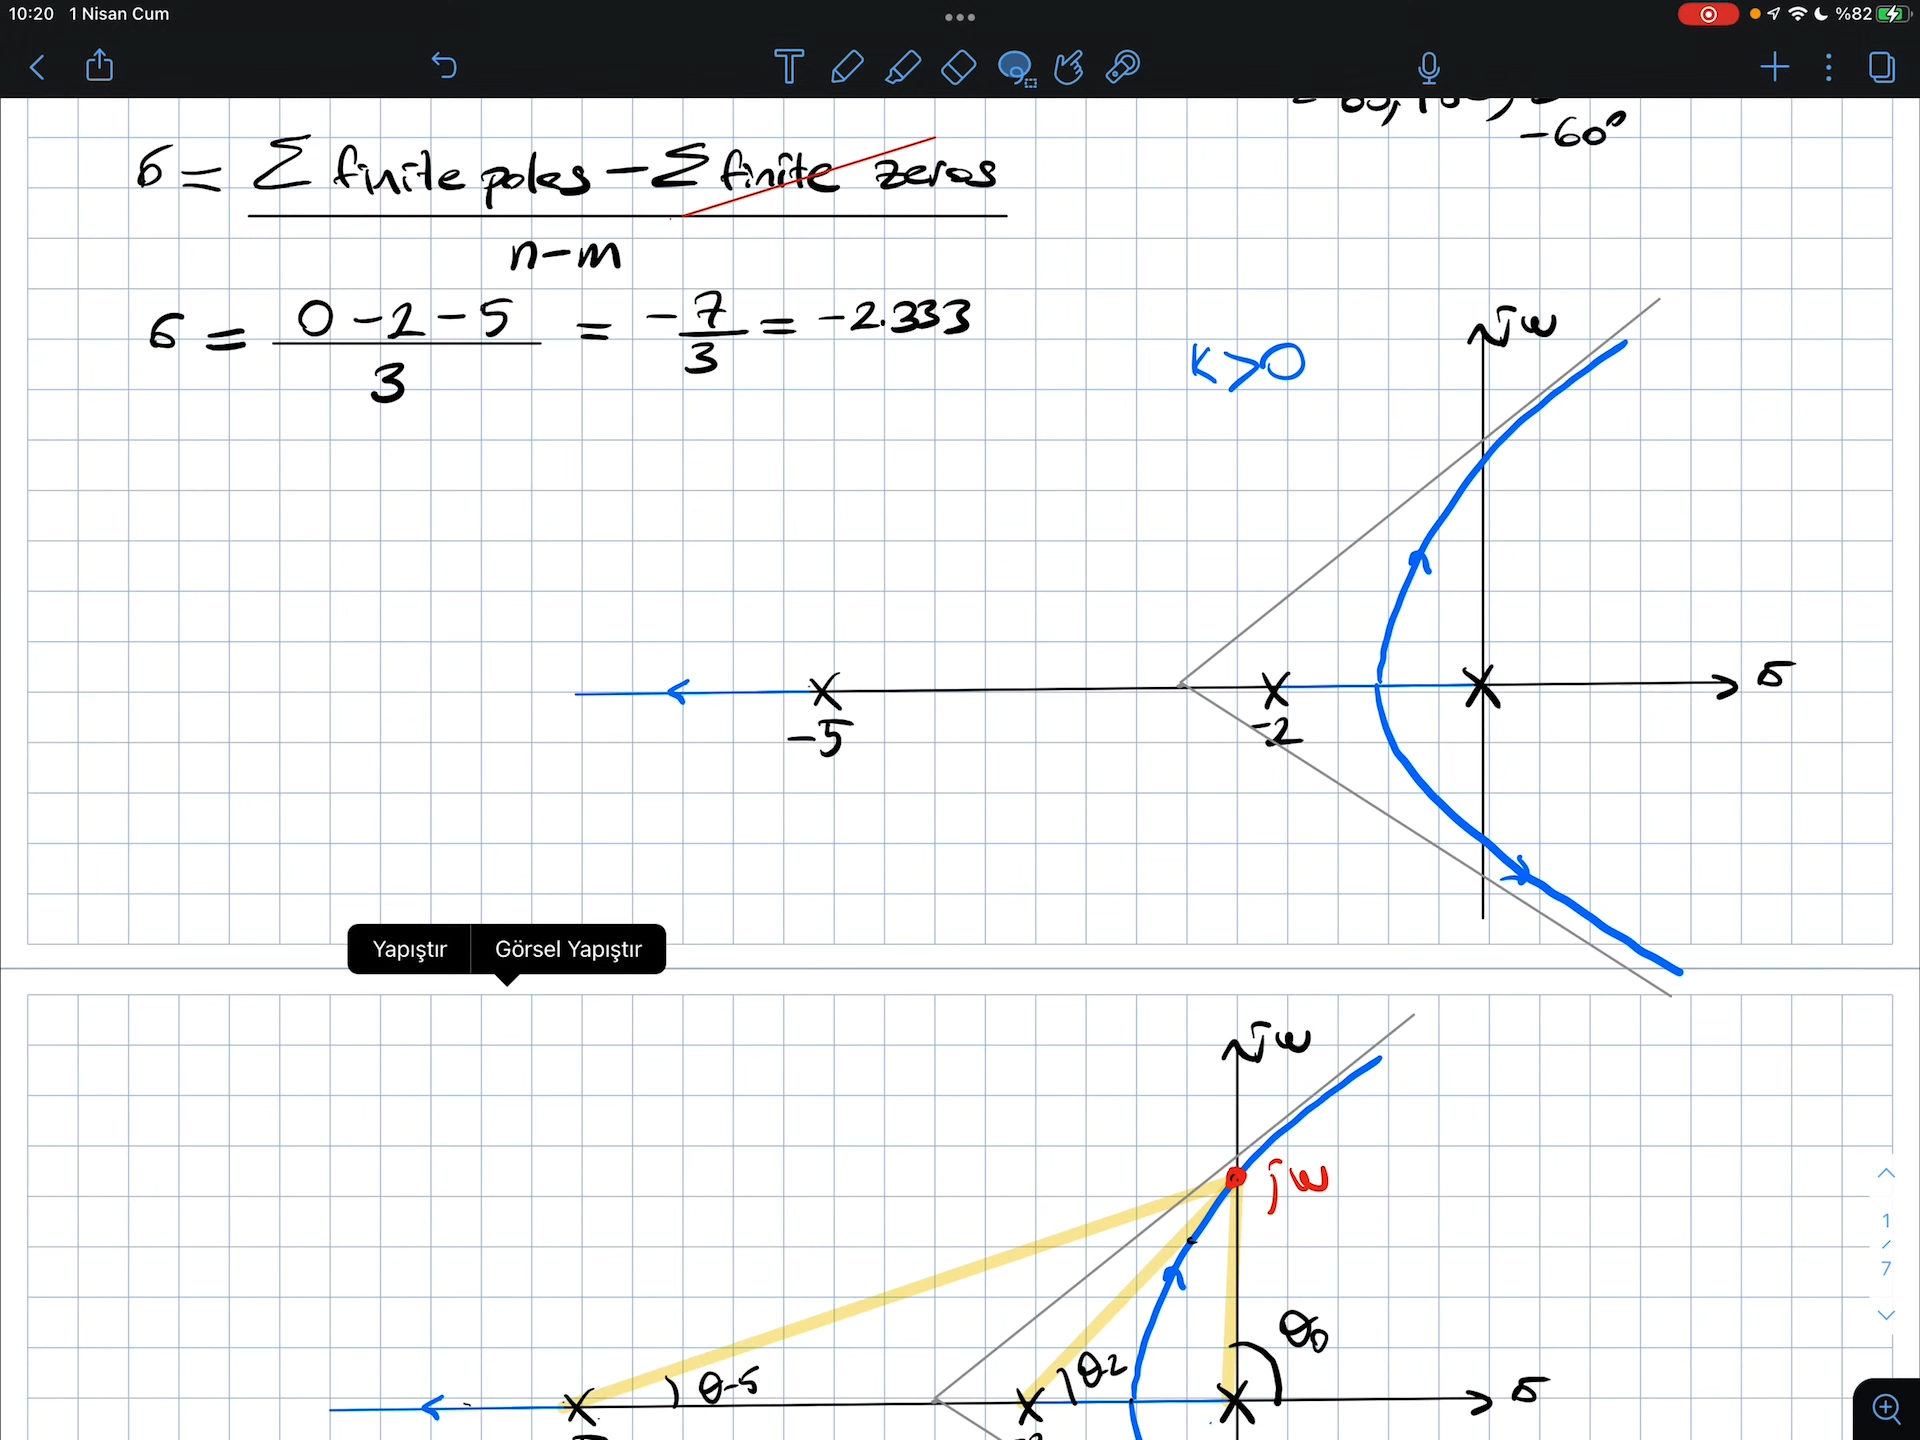 10:20 1 Nisan Cum
%82
-60°
σ = Σ finite poles - Σ finite zeros
n-m
σ = 0 - 2 - 5 = -7 = -2.333
3 3
K>0
jω
σ
-5
-2
Yapıştır Görsel Yapıştır
jω
jω
θ0
θ-2
θ-5
σ
1
7